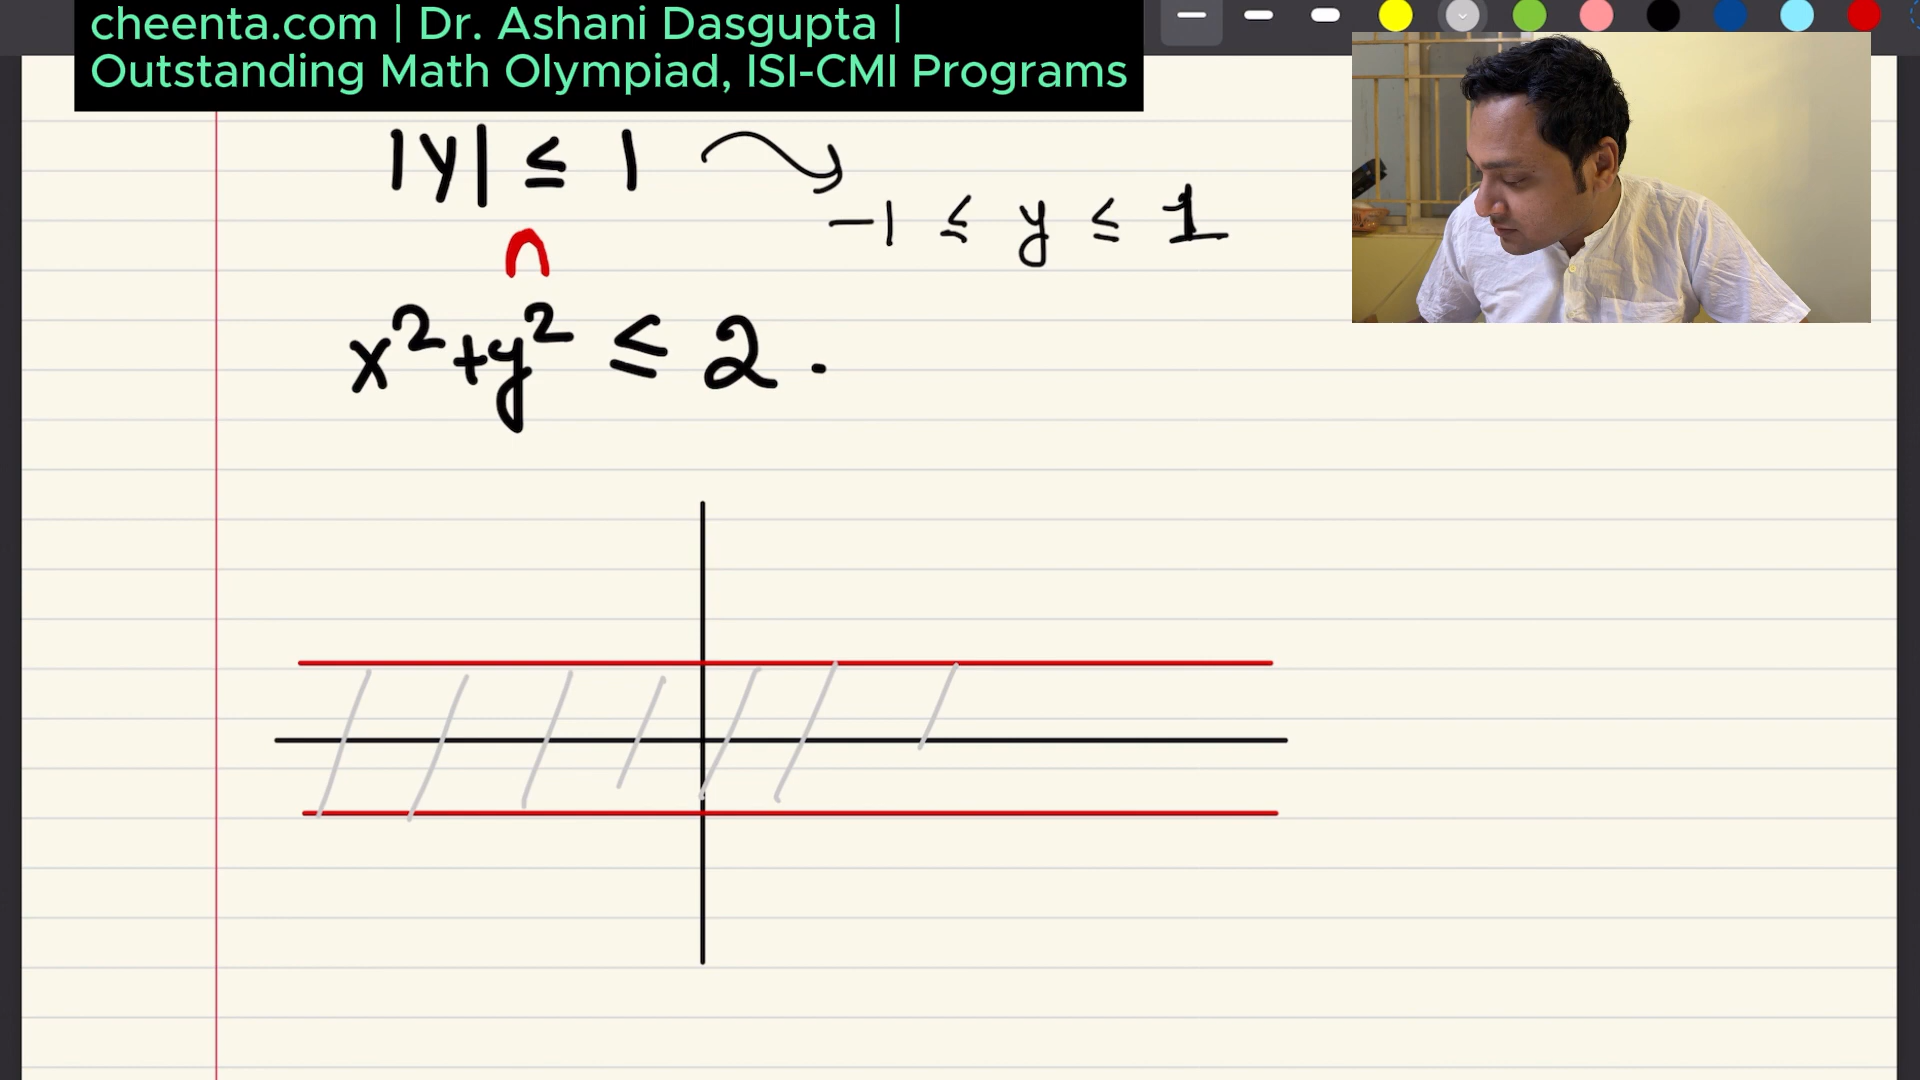 cheenta.com | Dr. Ashani Dasgupta |
Outstanding Math Olympiad, ISI-CMI Programs
|y| ≤ 1
-1 ≤ y ≤ 1
∩
x²+y² ≤ 2.